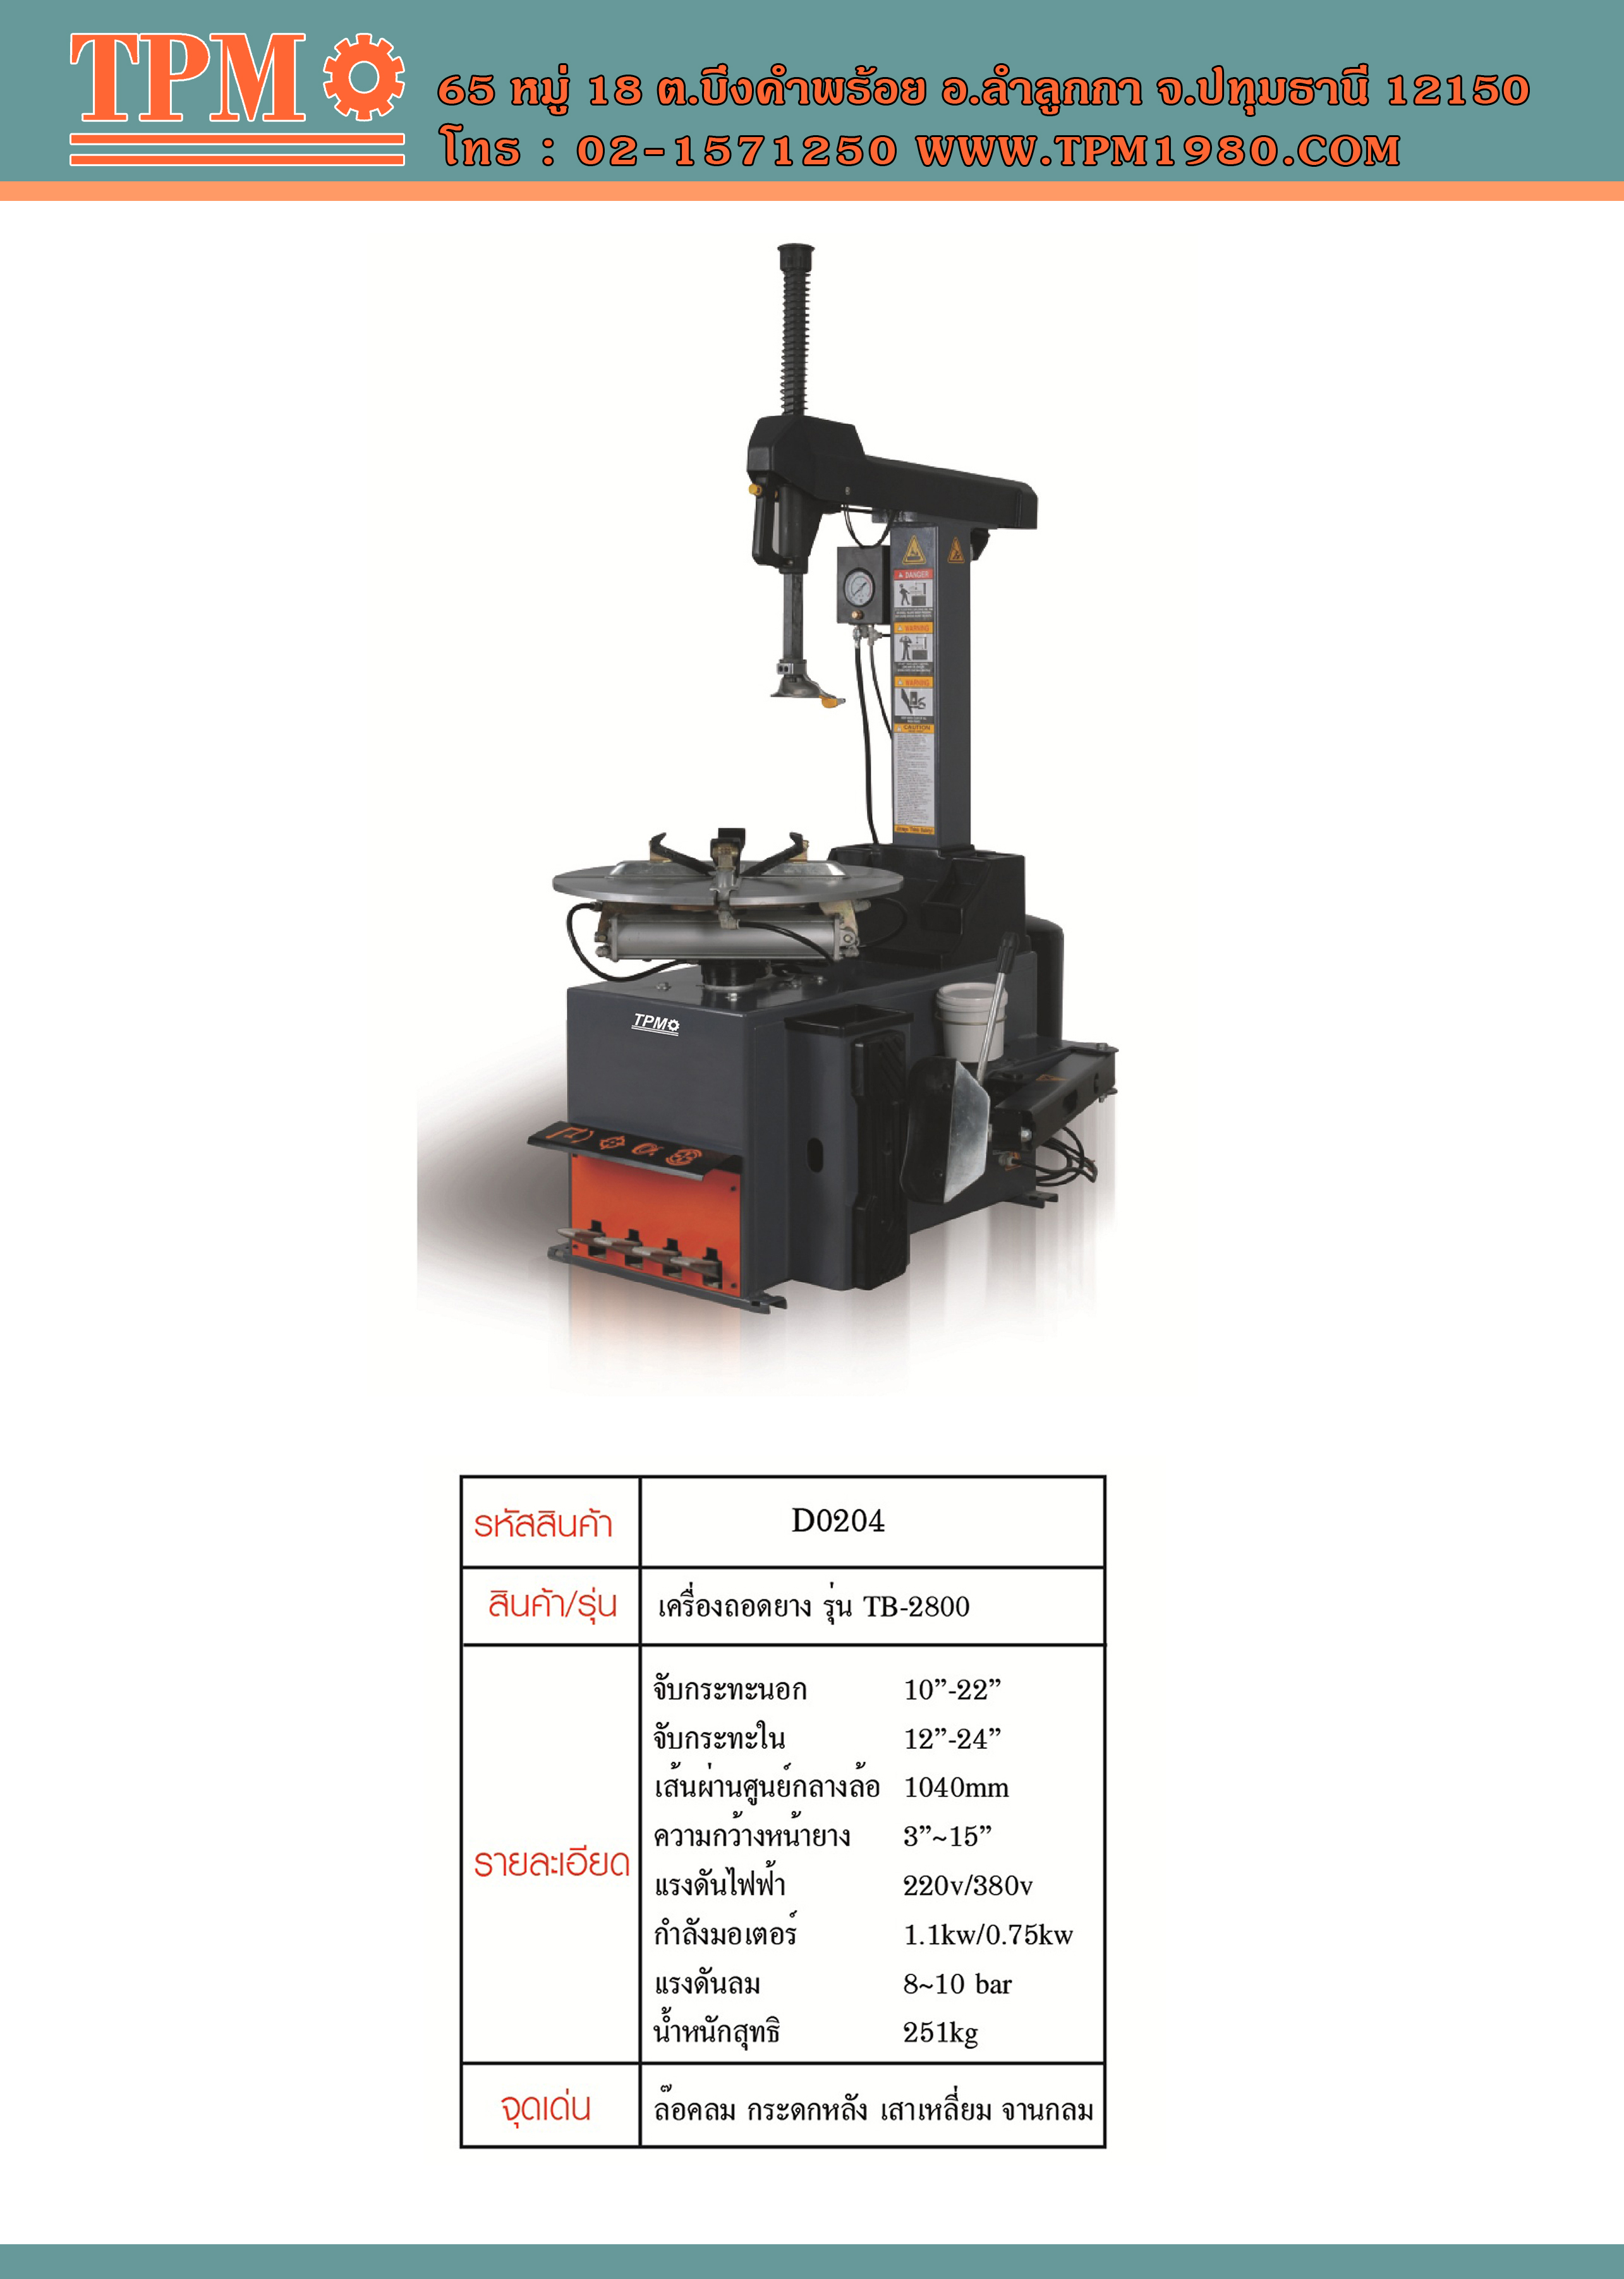 TPM
65 หมู่ 18 ต.บึงคำพร้อย อ.ลำลูกกา จ.ปทุมธานี 12150
โทร : 02-1571250 WWW.TPM1980.COM
DANGER
WARNING
WARNING
CAUTION
TPM
รหัสสินค้า D0204
สินค้า/รุ่น เครื่องถอดยาง รุ่น TB-2800
รายละเอียด
จับกระทะนอก 10”-22”
จับกระทะใน 12”-24”
เส้นผ่านศูนย์กลางล้อ 1040mm
ความกว้างหน้ายาง 3”~15”
แรงดันไฟฟ้า 220v/380v
กำลังมอเตอร์ 1.1kw/0.75kw
แรงดันลม 8~10 bar
น้ำหนักสุทธิ 251kg
จุดเด่น ล๊อคลม กระดกหลัง เสาเหลี่ยม จานกลม